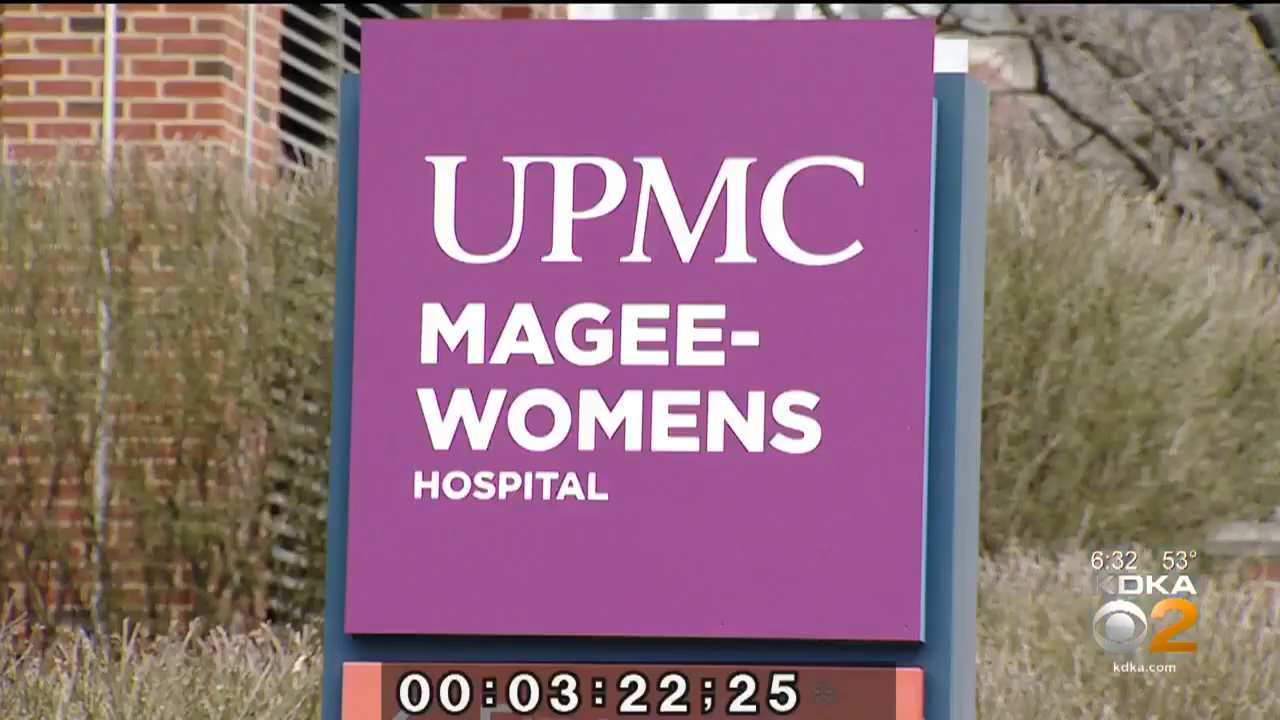 UPMC
MAGEE-
WOMENS
HOSPITAL
6:32 53°
KDKA
2
kdka.com
00:03:22;25